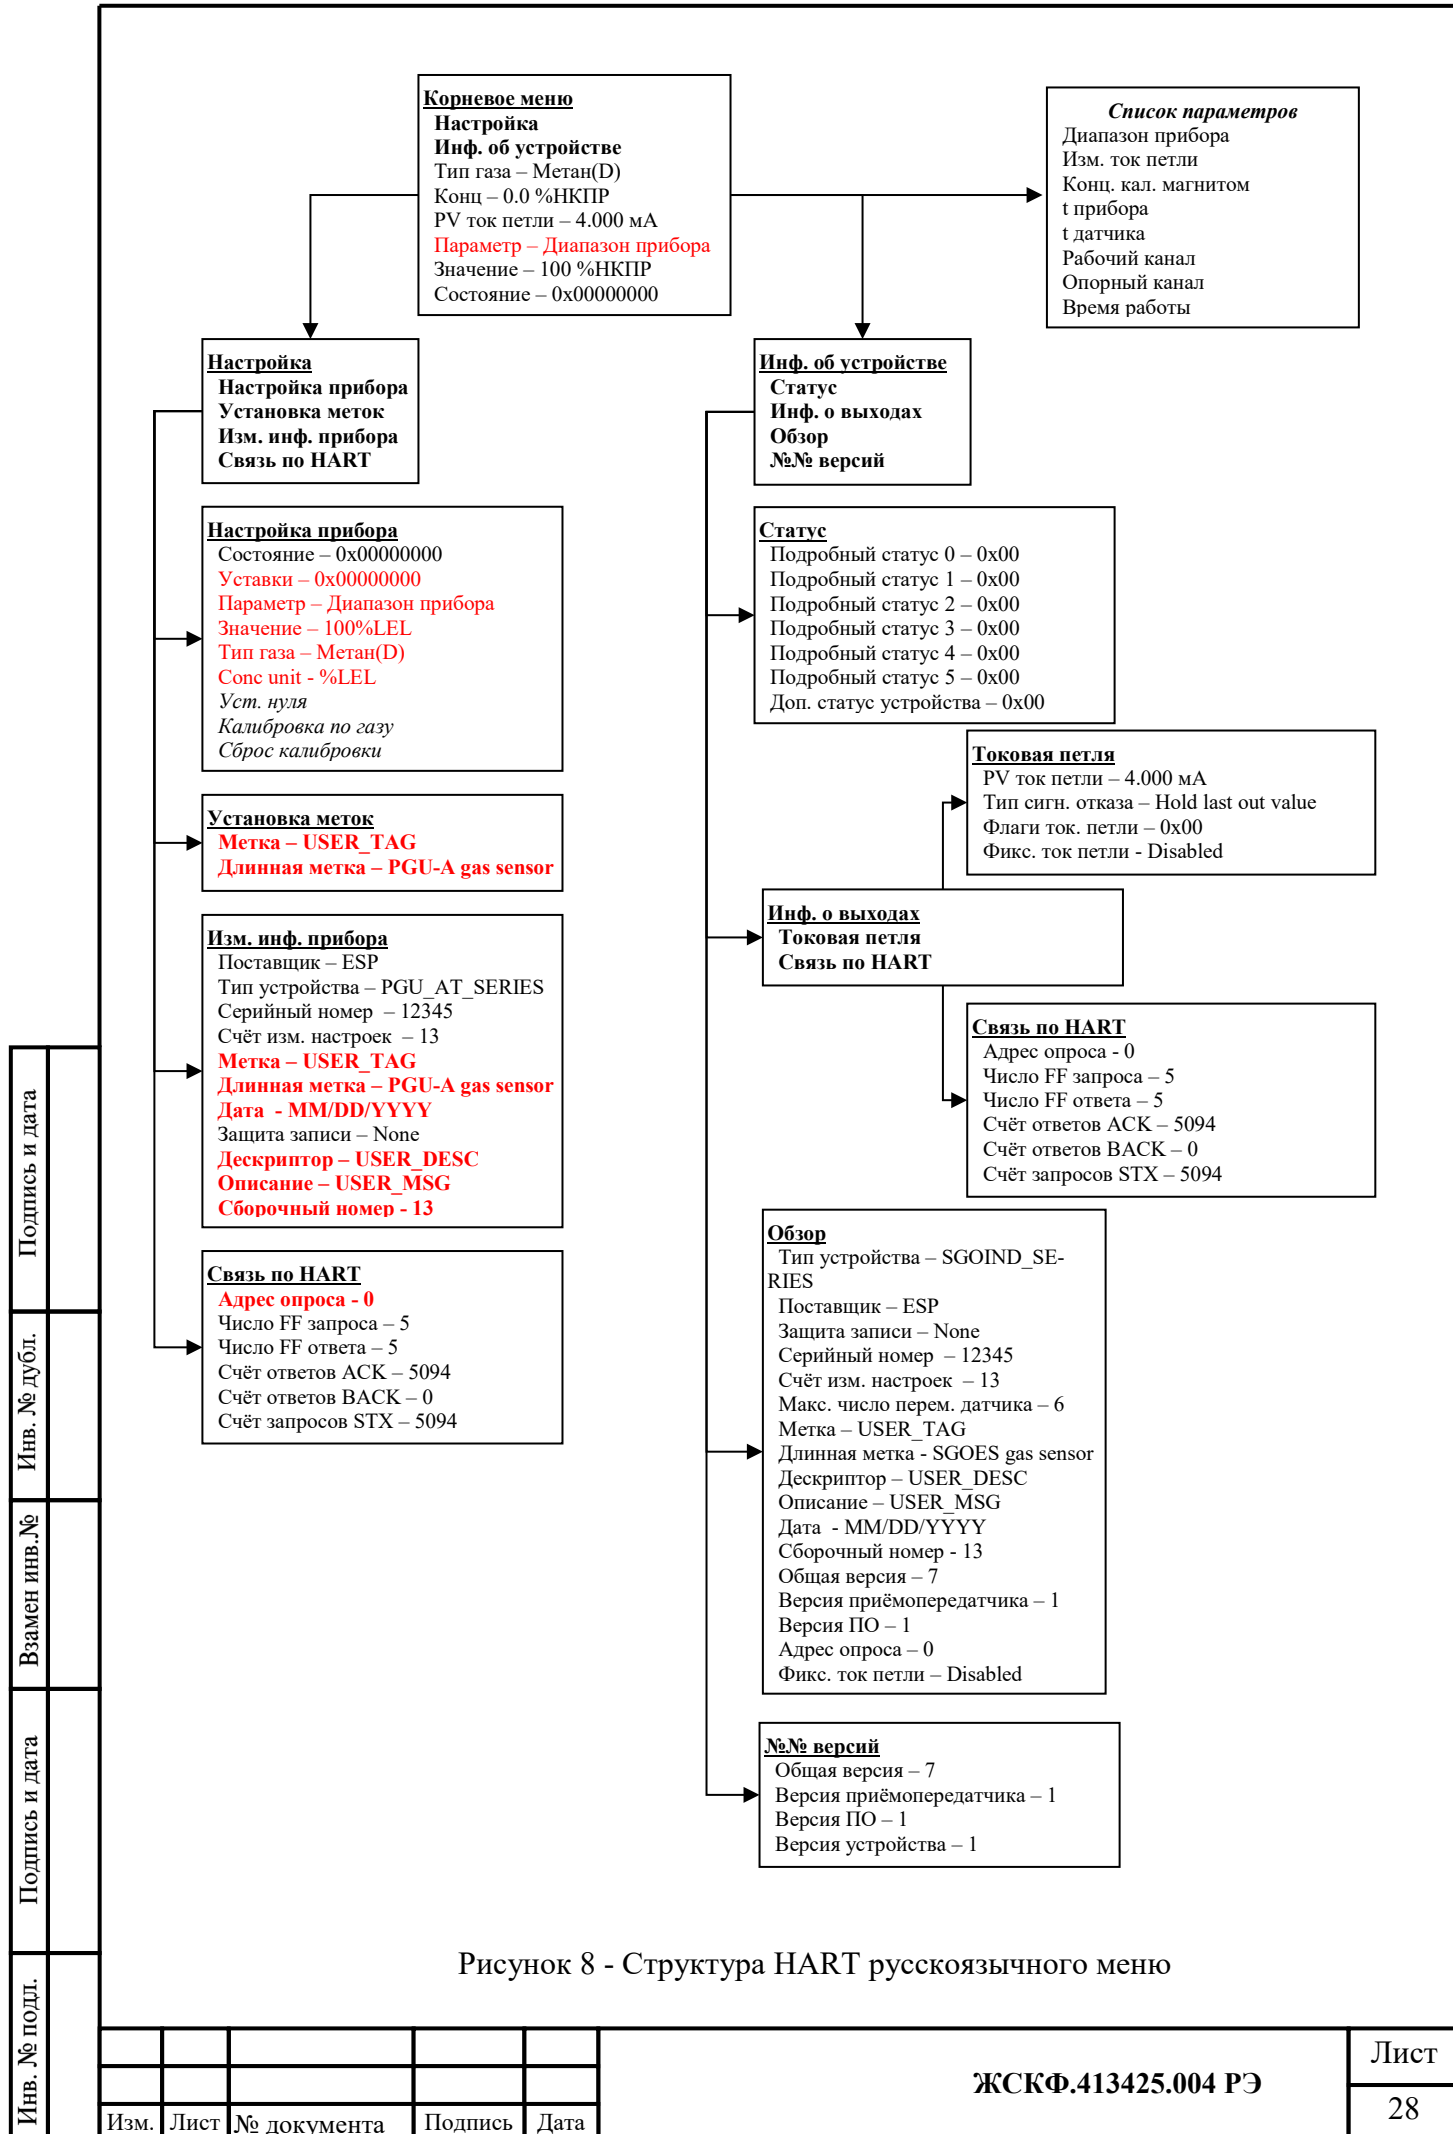 Корневое меню
Настройка
Инф. об устройстве
Тип газа – Метан(D)
Конц – 0.0 %НКПР
PV ток петли – 4.000 мА
Параметр – Диапазон прибора
Значение – 100 %НКПР
Состояние – 0x00000000
Список параметров
Диапазон прибора
Изм. ток петли
Конц. кал. магнитом
t прибора
t датчика
Рабочий канал
Опорный канал
Время работы
Настройка
Настройка прибора
Установка меток
Изм. инф. прибора
Связь по HART
Настройка прибора
Состояние – 0x00000000
Уставки – 0x00000000
Параметр – Диапазон прибора
Значение – 100%LEL
Тип газа – Метан(D)
Conc unit - %LEL
Уст. нуля
Калибровка по газу
Сброс калибровки
Установка меток
Метка – USER_TAG
Длинная метка – PGU-A gas sensor
Изм. инф. прибора
Поставщик – ESP
Тип устройства – PGU_AT_SERIES
Серийный номер – 12345
Счёт изм. настроек – 13
Метка – USER_TAG
Длинная метка – PGU-A gas sensor
Дата - MM/DD/YYYY
Защита записи – None
Дескриптор – USER_DESC
Описание – USER_MSG
Сборочный номер - 13
Связь по HART
Адрес опроса - 0
Число FF запроса – 5
Число FF ответа – 5
Счёт ответов ACK – 5094
Счёт ответов BACK – 0
Счёт запросов STX – 5094
Инф. об устройстве
Статус
Инф. о выходах
Обзор
№№ версий
Статус
Подробный статус 0 – 0x00
Подробный статус 1 – 0x00
Подробный статус 2 – 0x00
Подробный статус 3 – 0x00
Подробный статус 4 – 0x00
Подробный статус 5 – 0x00
Доп. статус устройства – 0x00
Токовая петля
PV ток петли – 4.000 мА
Тип сигн. отказа – Hold last out value
Флаги ток. петли – 0x00
Фикс. ток петли - Disabled
Инф. о выходах
Токовая петля
Связь по HART
Связь по HART
Адрес опроса - 0
Число FF запроса – 5
Число FF ответа – 5
Счёт ответов ACK – 5094
Счёт ответов BACK – 0
Счёт запросов STX – 5094
Обзор
Тип устройства – SGOIND_SE-
RIES
Поставщик – ESP
Защита записи – None
Серийный номер – 12345
Счёт изм. настроек – 13
Макс. число перем. датчика – 6
Метка – USER_TAG
Длинная метка - SGOES gas sensor
Дескриптор – USER_DESC
Описание – USER_MSG
Дата - MM/DD/YYYY
Сборочный номер - 13
Общая версия – 7
Версия приёмопередатчика – 1
Версия ПО – 1
Адрес опроса – 0
Фикс. ток петли – Disabled
№№ версий
Общая версия – 7
Версия приёмопередатчика – 1
Версия ПО – 1
Версия устройства – 1
Рисунок 8 - Структура HART русскоязычного меню
Подпись и дата
Инв. № дубл.
Взамен инв.№
Подпись и дата
Инв. № подл.
Изм. Лист № документа Подпись Дата
ЖСКФ.413425.004 РЭ
Лист
28